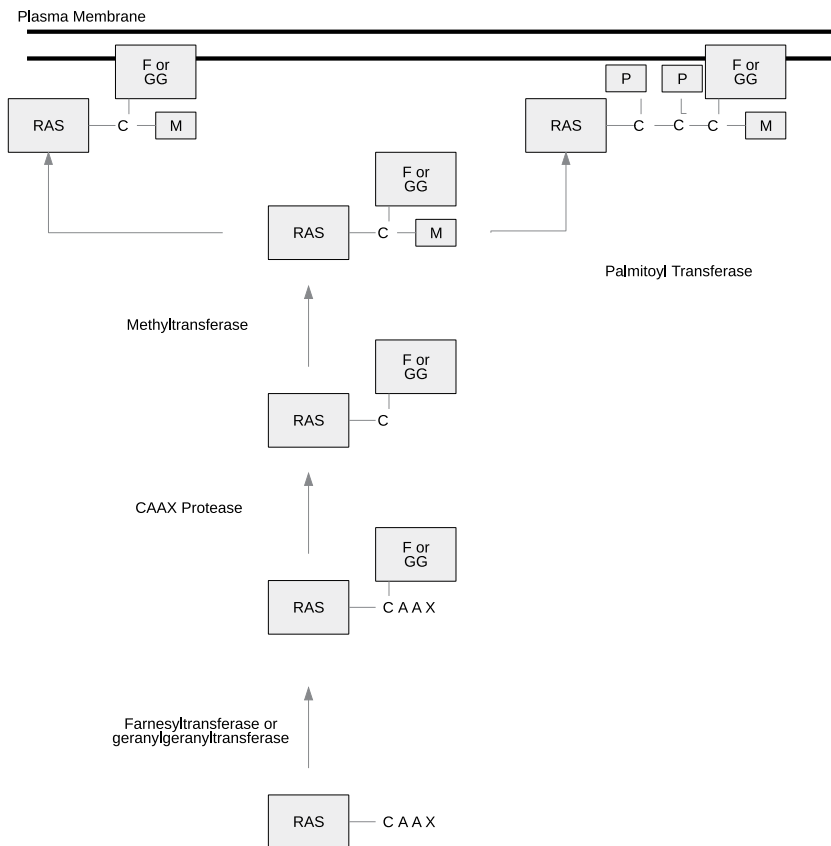 Plasma Membrane
F or
GG
RAS
C
M
P
P
F or
GG
RAS
C
C
C
M
F or
GG
RAS
C
M
Palmitoyl Transferase
Methyltransferase
F or
GG
RAS
C
CAAX Protease
F or
GG
RAS
C A A X
Farnesyltransferase or
geranylgeranyltransferase
RAS
C A A X